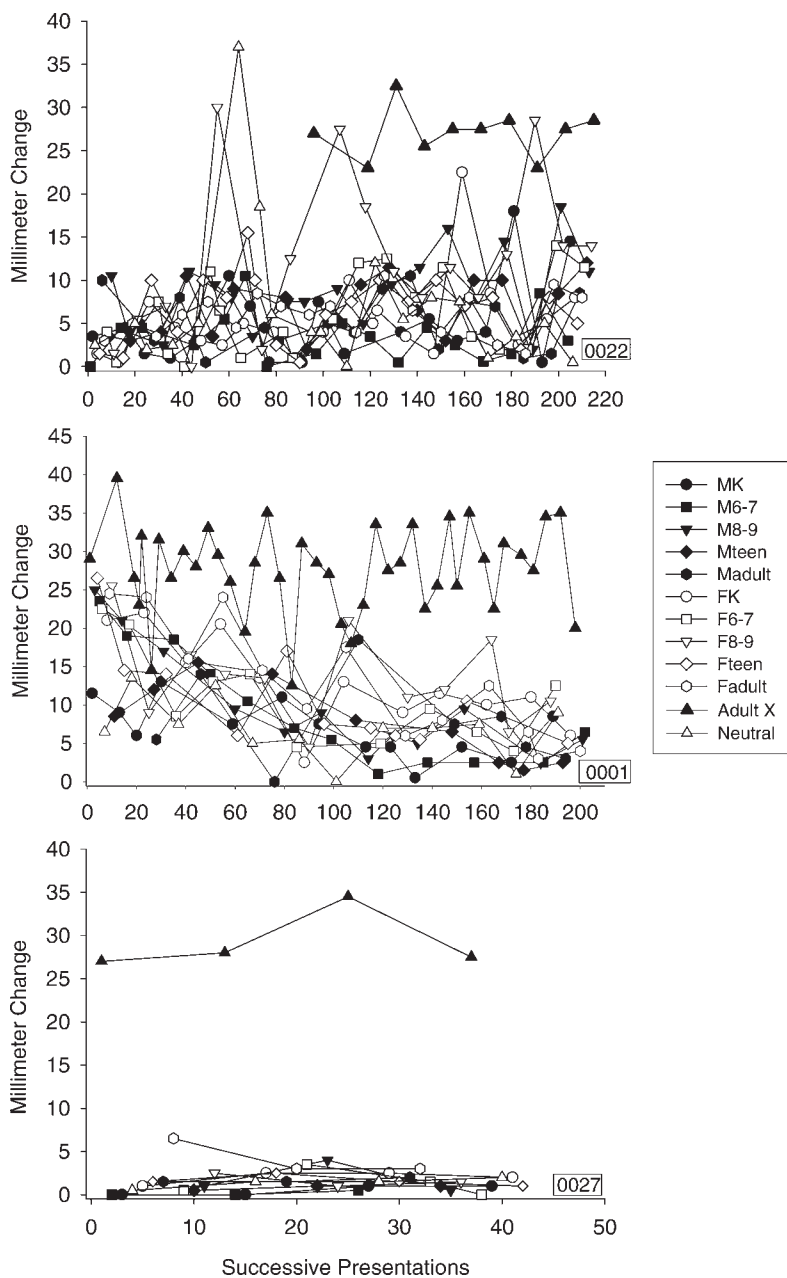 40
35
30
25
20
15
10
5
0
Millimeter Change
0022
0 20 40 60 80 100 120 140 160 180 200 220
45
40
35
30
25
20
15
10
5
0
Millimeter Change
0001
0 20 40 60 80 100 120 140 160 180 200
MK
M6-7
M8-9
Mteen
Madult
FK
F6-7
F8-9
Fteen
Fadult
Adult X
Neutral
40
35
30
25
20
15
10
5
0
Millimeter Change
0027
0 10 20 30 40 50
Successive Presentations